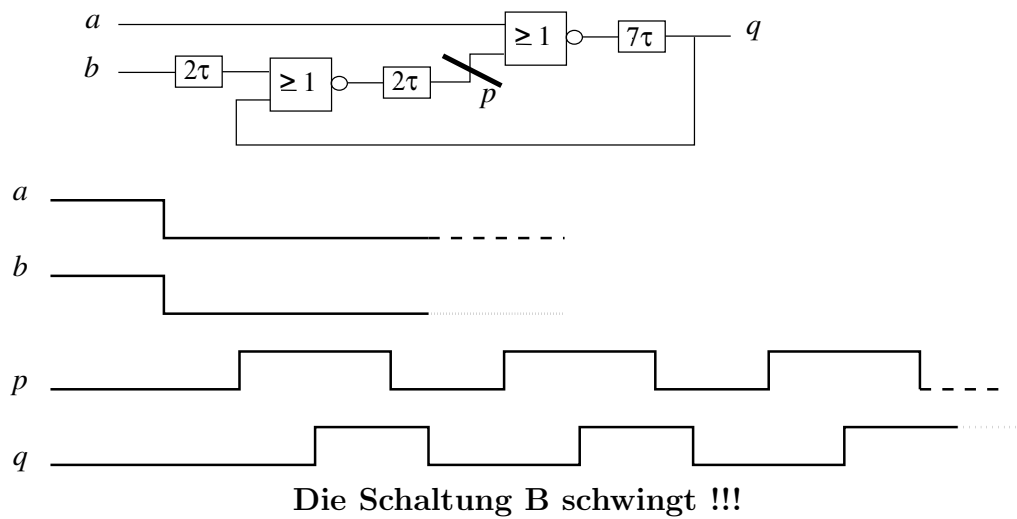 a
≥ 1
7τ
q
b
2τ
≥ 1
2τ
p
a
b
p
q
Die Schaltung B schwingt !!!